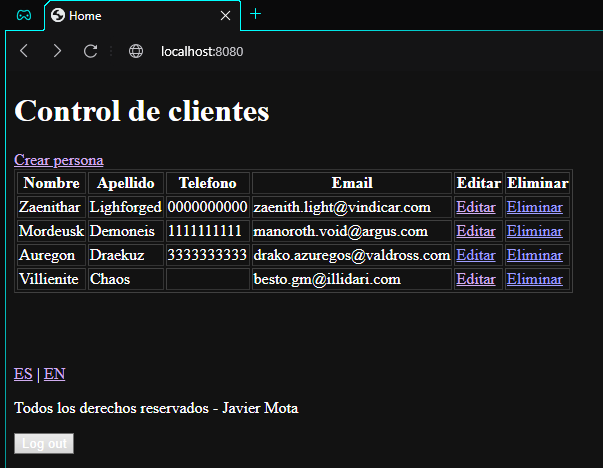 Home
localhost:8080
Control de clientes
Crear persona
Nombre Apellido Telefono Email Editar Eliminar
Zaenithar Lighforged 0000000000 zaenith.light@vindicar.com Editar Eliminar
Mordeusk Demoneis 1111111111 manoroth.void@argus.com Editar Eliminar
Auregon Draekuz 3333333333 drako.azuregos@valdross.com Editar Eliminar
Villienite Chaos besto.gm@illidari.com Editar Eliminar
ES | EN
Todos los derechos reservados - Javier Mota
Log out